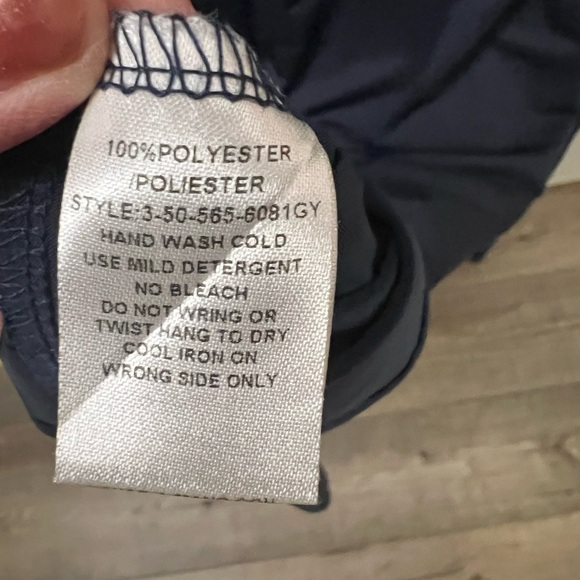 100%POLYESTER
/POLIESTER
STYLE:3-50-565-6081GY
HAND WASH COLD
USE MILD DETERGENT
NO BLEACH
DO NOT WRING OR
TWIST HANG TO DRY
COOL IRON ON
WRONG SIDE ONLY